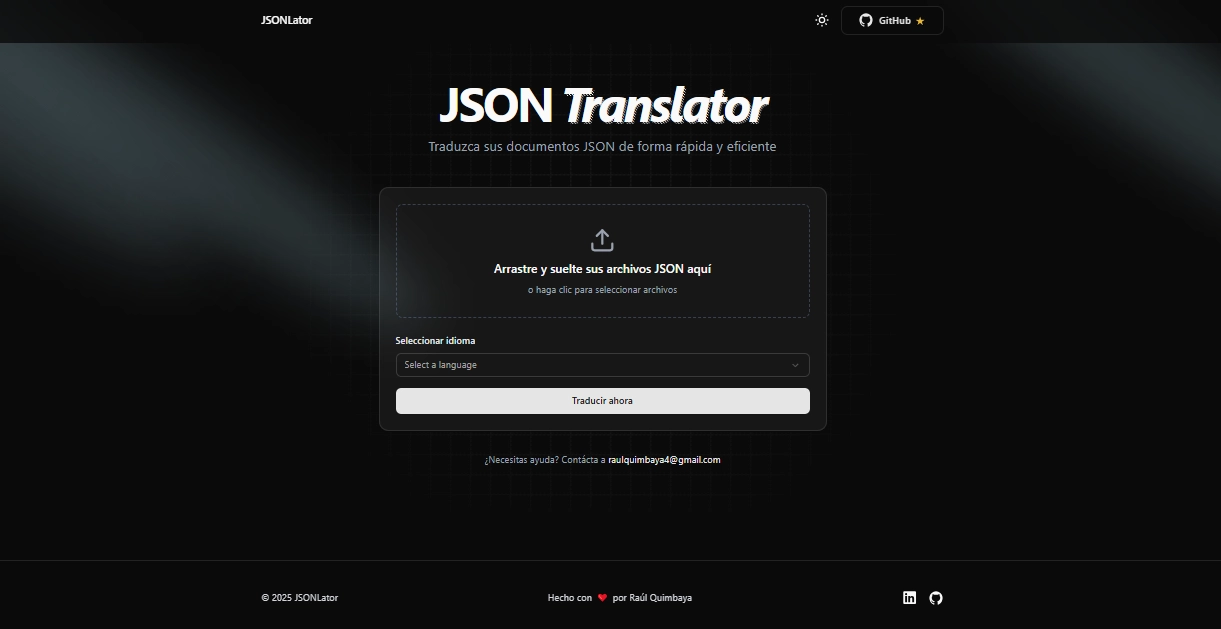 JSONLator
GitHub ★
JSON Translator
Traduzca sus documentos JSON de forma rápida y eficiente
Arrastre y suelte sus archivos JSON aquí
o haga clic para seleccionar archivos
Seleccionar idioma
Select a language
Traducir ahora
¿Necesitas ayuda? Contácta a raulquimbaya4@gmail.com
© 2025 JSONLator
Hecho con ❤ por Raúl Quimbaya